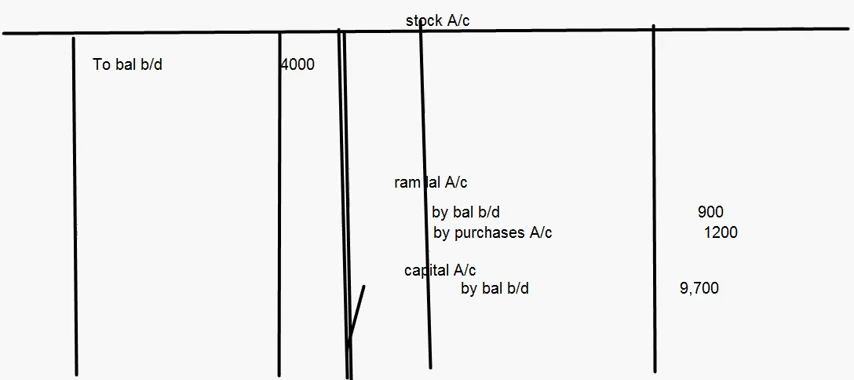 stock A/c
To bal b/d 4000
ram lal A/c
by bal b/d 900
by purchases A/c 1200
capital A/c
by bal b/d 9,700